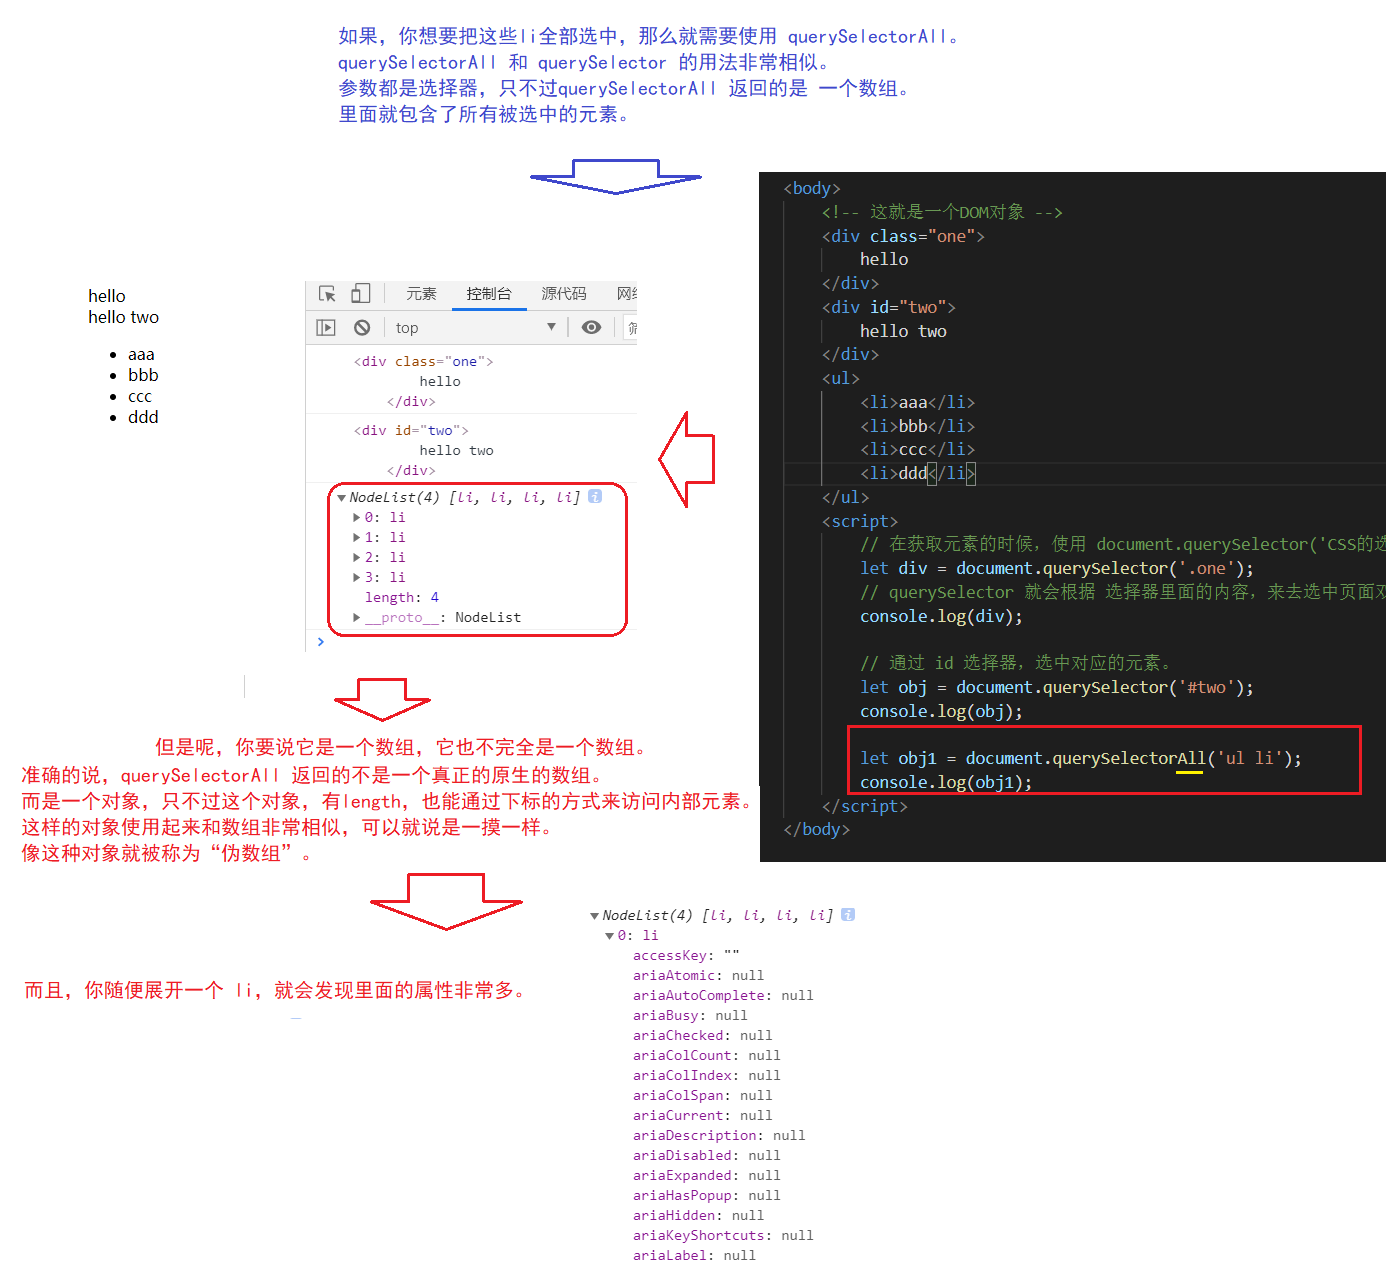 如果，你想要把这些li全部选中，那么就需要使用 querySelectorAll。
querySelectorAll 和 querySelector 的用法非常相似。
参数都是选择器，只不过querySelectorAll 返回的是 一个数组。
里面就包含了所有被选中的元素。
hello
hello two
aaa
bbb
ccc
ddd
元素 控制台 源代码
top
<div class="one">
hello
</div>
<div id="two">
hello two
</div>
NodeList(4) [li, li, li, li]
0: li
1: li
2: li
3: li
length: 4
__proto__: NodeList
<body>
<!-- 这就是一个DOM对象 -->
<div class="one">
hello
</div>
<div id="two">
hello two
</div>
<ul>
<li>aaa</li>
<li>bbb</li>
<li>ccc</li>
<li>ddd</li>
</ul>
<script>
// 在获取元素的时候，使用 document.querySelector('CSS的选
let div = document.querySelector('.one');
// querySelector 就会根据 选择器里面的内容，来去选中页面
console.log(div);
// 通过 id 选择器，选中对应的元素。
let obj = document.querySelector('#two');
console.log(obj);
let obj1 = document.querySelectorAll('ul li');
console.log(obj1);
</script>
</body>
但是呢，你要说它是一个数组，它也不完全是一个数组。
准确的说，querySelectorAll 返回的不是一个真正的原生的数组。
而是一个对象，只不过这个对象，有length，也能通过下标的方式来访问内部元素。
这样的对象使用起来和数组非常相似，可以就说是一摸一样。
像这种对象就被称为“伪数组”。
而且，你随便展开一个 li，就会发现里面的属性非常多。
NodeList(4) [li, li, li, li]
0: li
accessKey: ""
ariaAtomic: null
ariaAutoComplete: null
ariaBusy: null
ariaChecked: null
ariaColCount: null
ariaColIndex: null
ariaColSpan: null
ariaCurrent: null
ariaDescription: null
ariaDisabled: null
ariaExpanded: null
ariaHasPopup: null
ariaHidden: null
ariaKeyShortcuts: null
ariaLabel: null